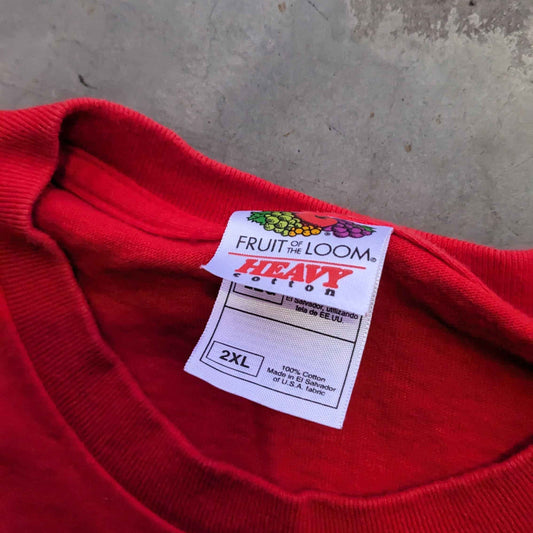 FRUIT OF THE LOOM®
HEAVY
cotton
El Salvador, utilizando
tela de EE.UU.
2XL
100% Cotton
Made in El Salvador
of U.S.A. fabric